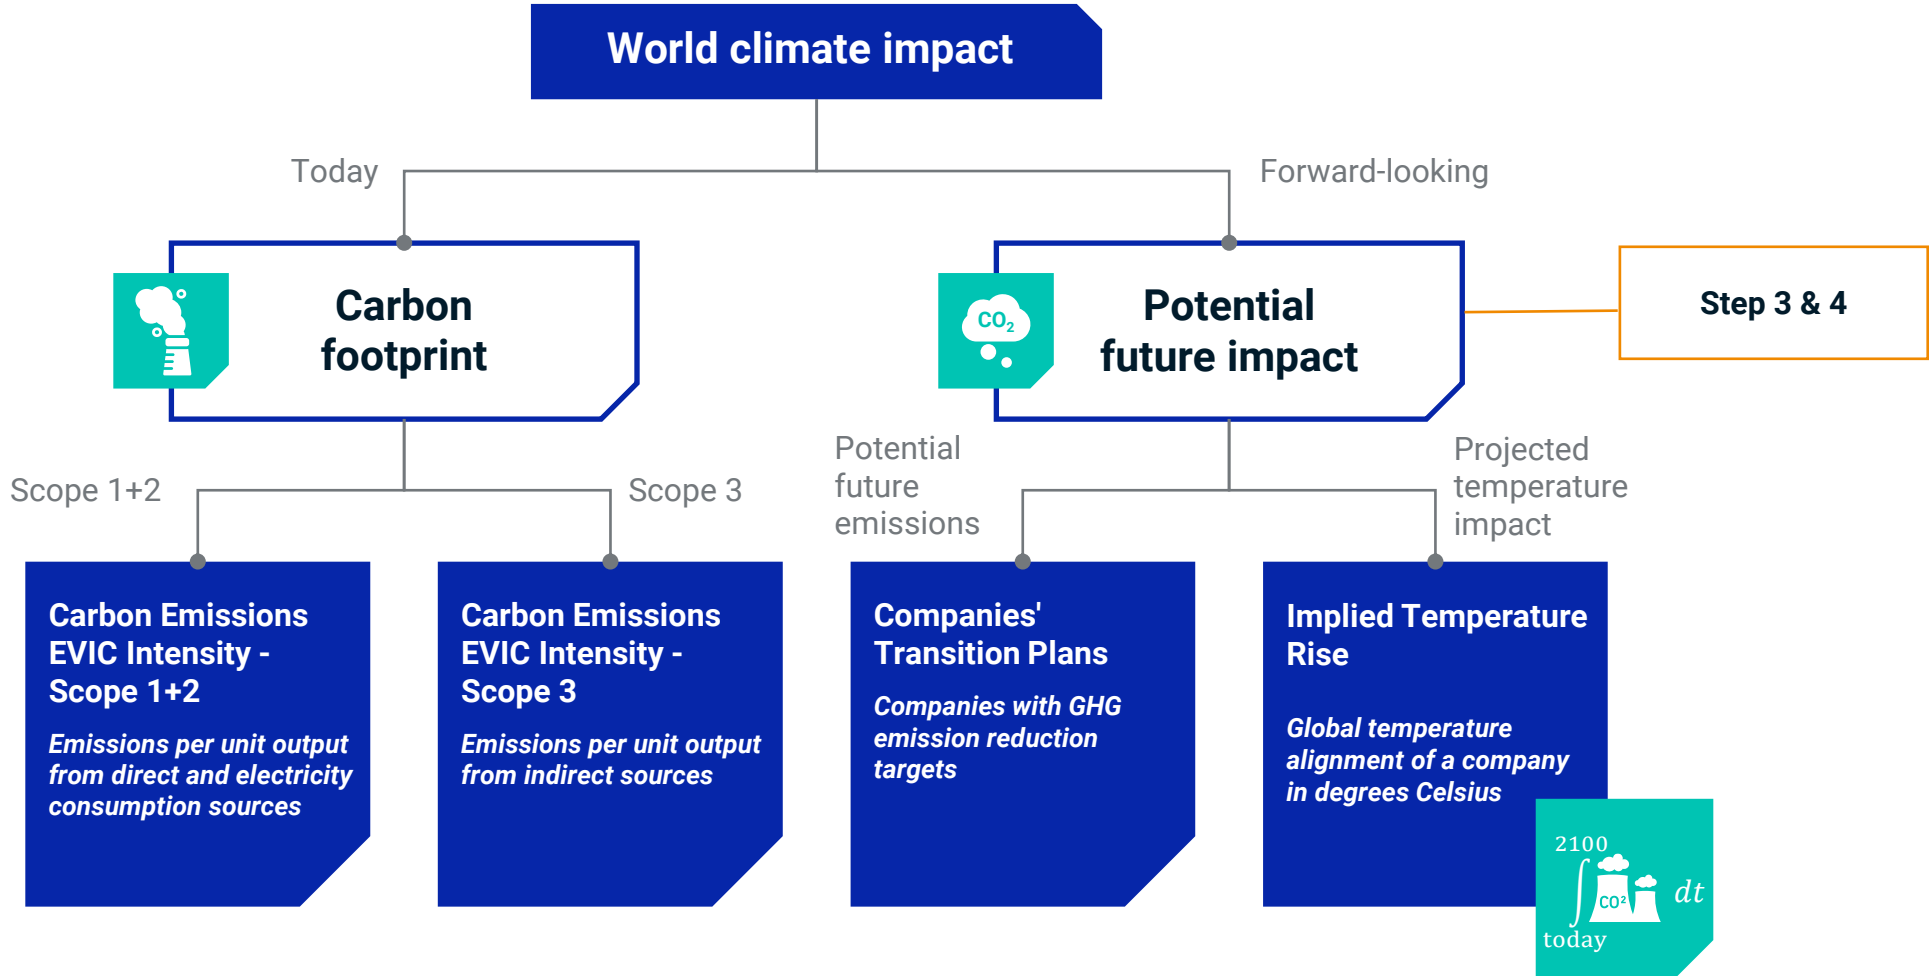 World climate impact
Today
Forward-looking
Carbon
footprint
CO₂
Potential
future impact
Step 3 & 4
Scope 1+2
Scope 3
Potential
future
emissions
Projected
temperature
impact
Carbon Emissions
EVIC Intensity -
Scope 1+2
Emissions per unit output
from direct and electricity
consumption sources
Carbon Emissions
EVIC Intensity -
Scope 3
Emissions per unit output
from indirect sources
Companies'
Transition Plans
Companies with GHG
emission reduction
targets
Implied Temperature
Rise
Global temperature
alignment of a company
in degrees Celsius
2100
∫ CO² dt
today